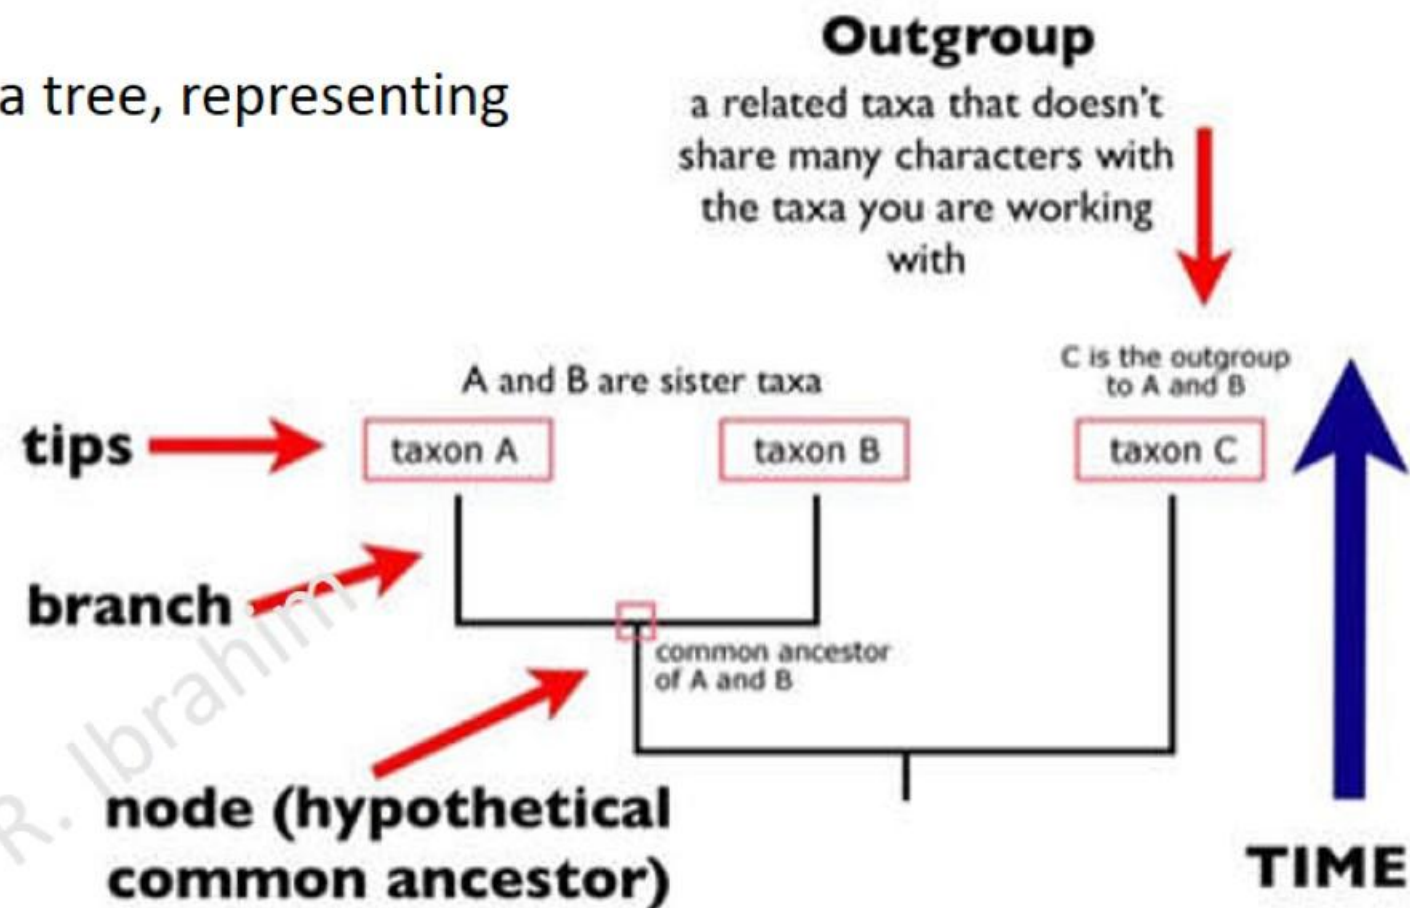 Outgroup
a tree, representing
a related taxa that doesn't
share many characters with
the taxa you are working
with
C is the outgroup
to A and B
A and B are sister taxa
tips
taxon A
taxon B
taxon C
branch
common ancestor
of A and B
node (hypothetical
common ancestor)
TIME
R. Ibrahim